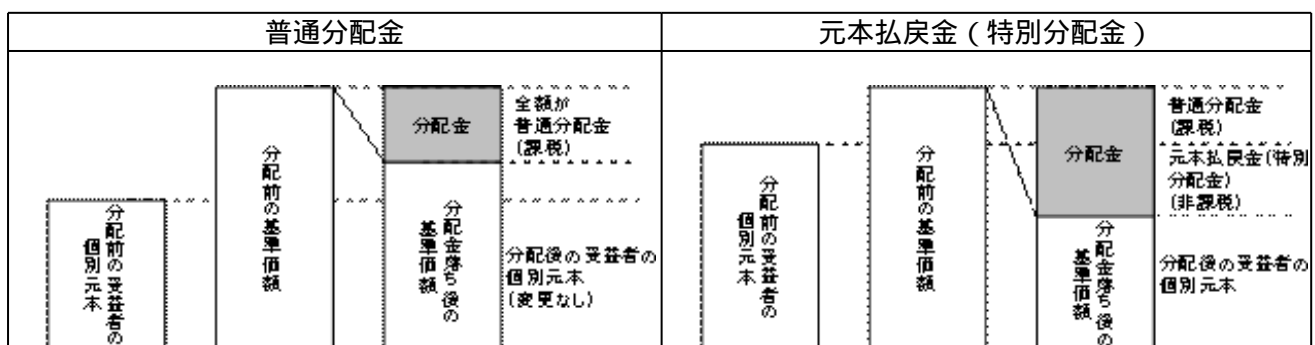 普通分配金
元本払戻金(特別分配金)
分配前の受益者の
個別元本
分配前の基準価額
分配金
分配金落ち後の
基準価額
全額が
普通分配金
(課税)
分配後の受益者の
個別元本
(変更なし)
分配前の受益者の
個別元本
分配前の基準価額
分配金
分配金落ち後の
基準価額
普通分配金
(課税)
元本払戻金(特別
分配金)
(非課税)
分配後の受益者の
個別元本